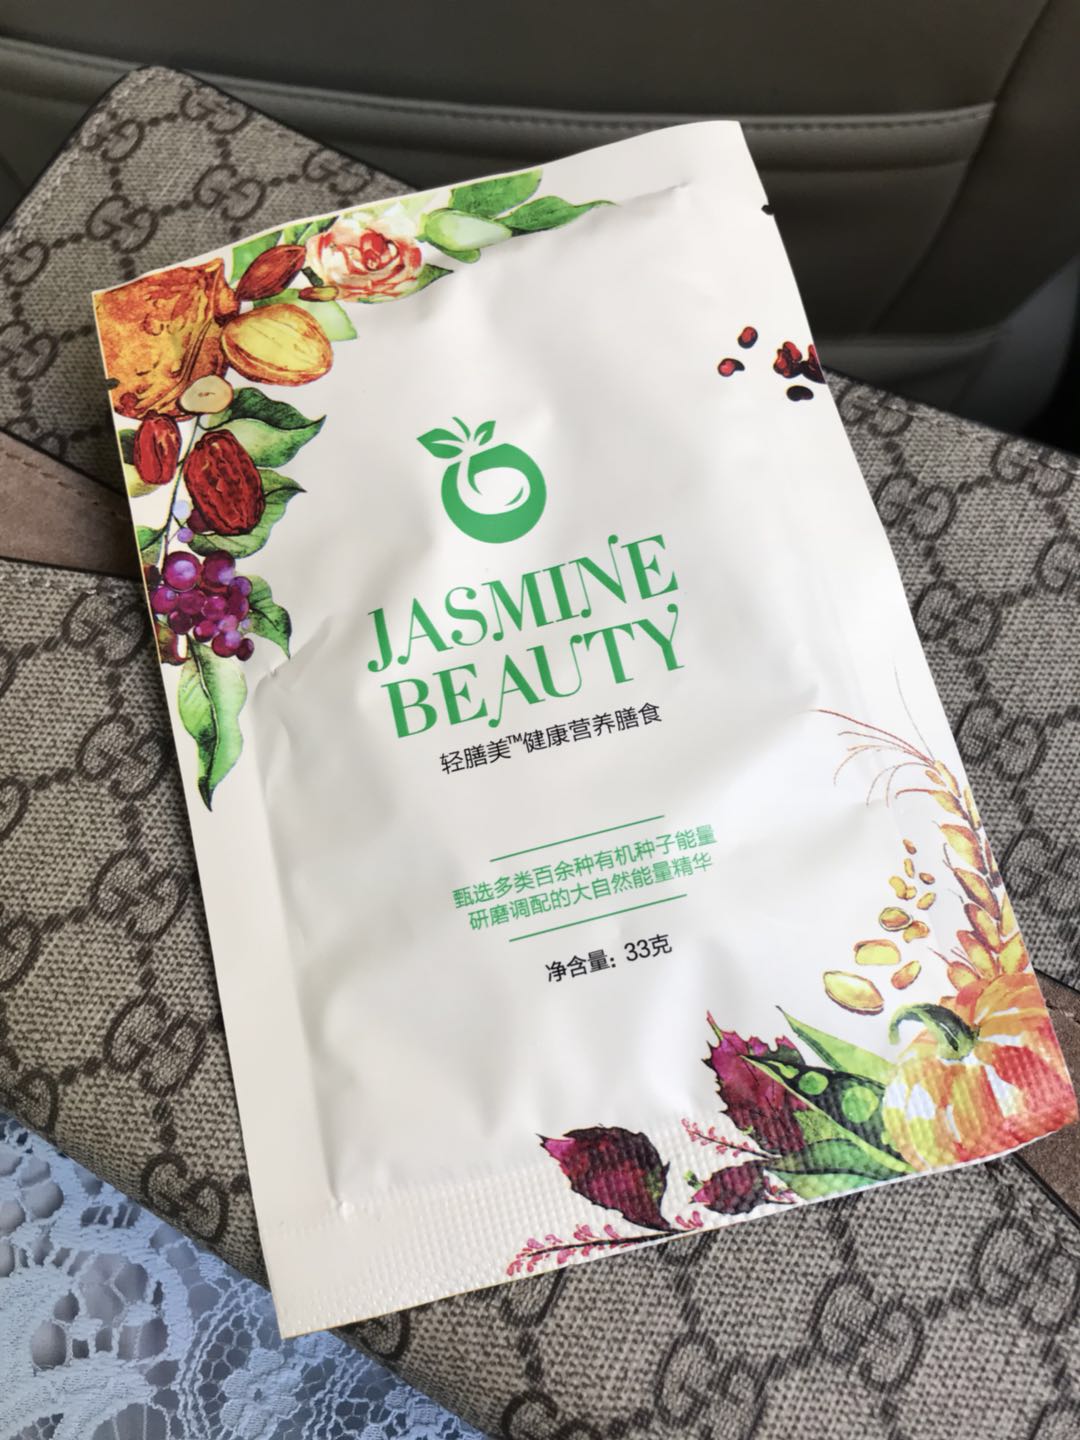 JASMINE
BEAUTY
轻膳美™健康营养膳食
甄选多类百余种有机种子能量
研磨调配的大自然能量精华
净含量：33克